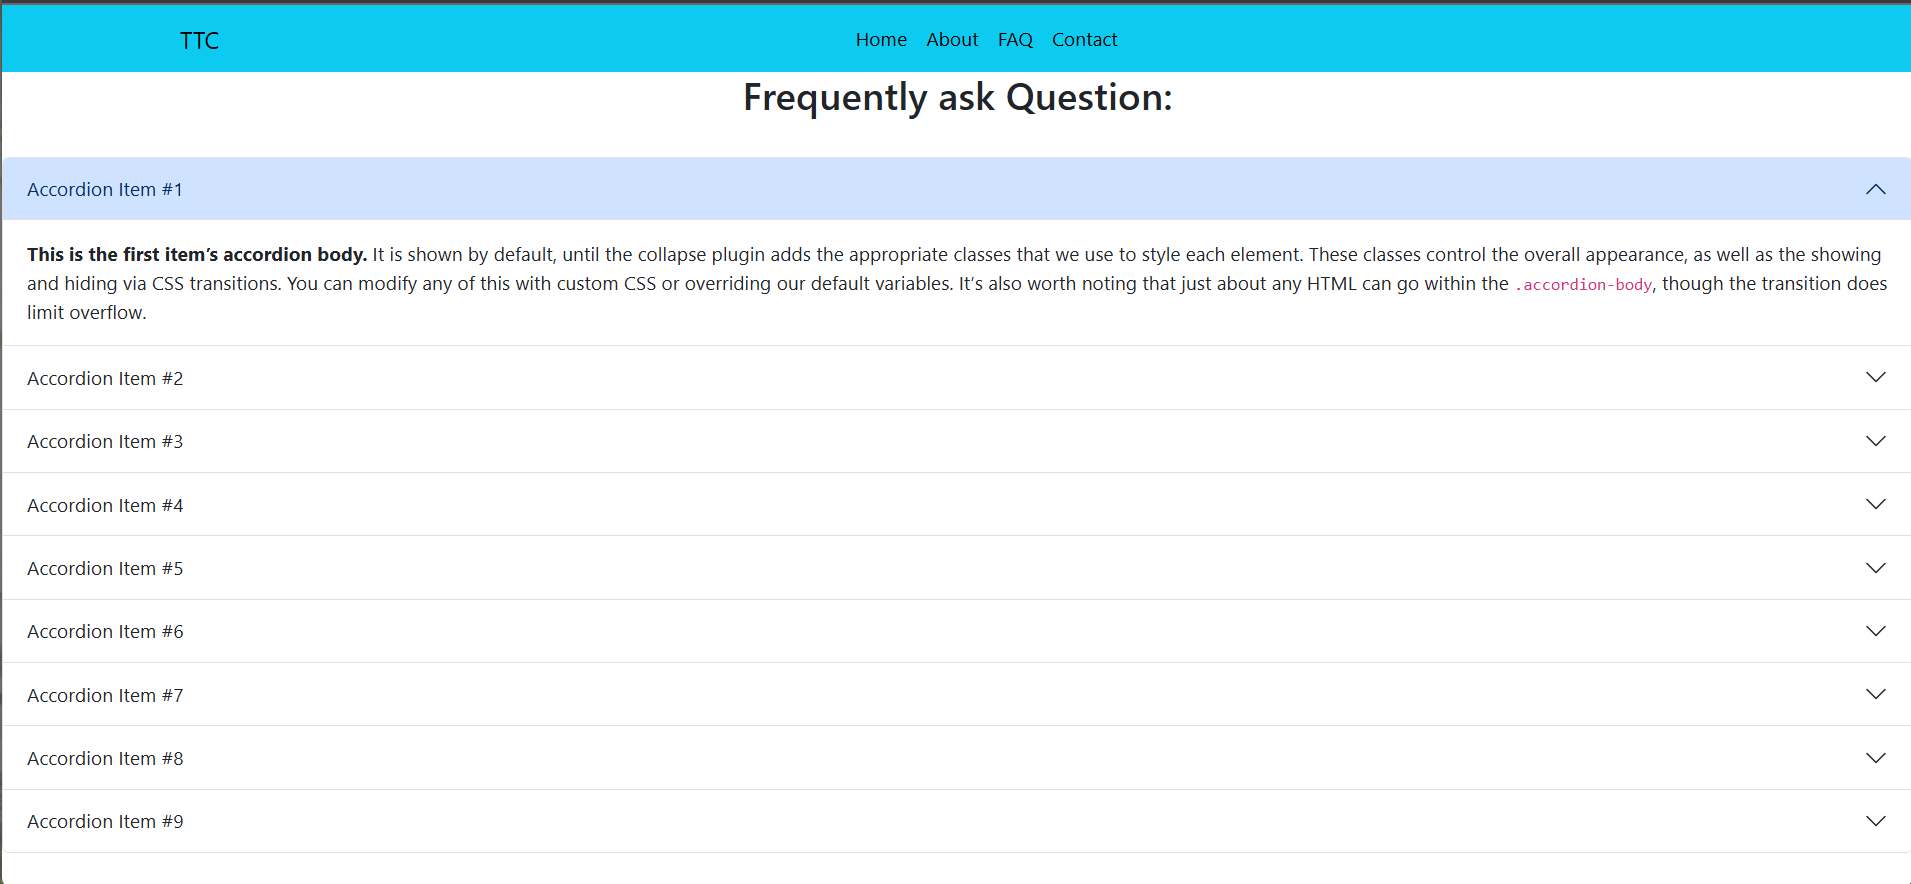 TTC
Home About FAQ Contact
Frequently ask Question:
Accordion Item #1
This is the first item’s accordion body. It is shown by default, until the collapse plugin adds the appropriate classes that we use to style each element. These classes control the overall appearance, as well as the showing
and hiding via CSS transitions. You can modify any of this with custom CSS or overriding our default variables. It’s also worth noting that just about any HTML can go within the .accordion-body, though the transition does
limit overflow.
Accordion Item #2
Accordion Item #3
Accordion Item #4
Accordion Item #5
Accordion Item #6
Accordion Item #7
Accordion Item #8
Accordion Item #9